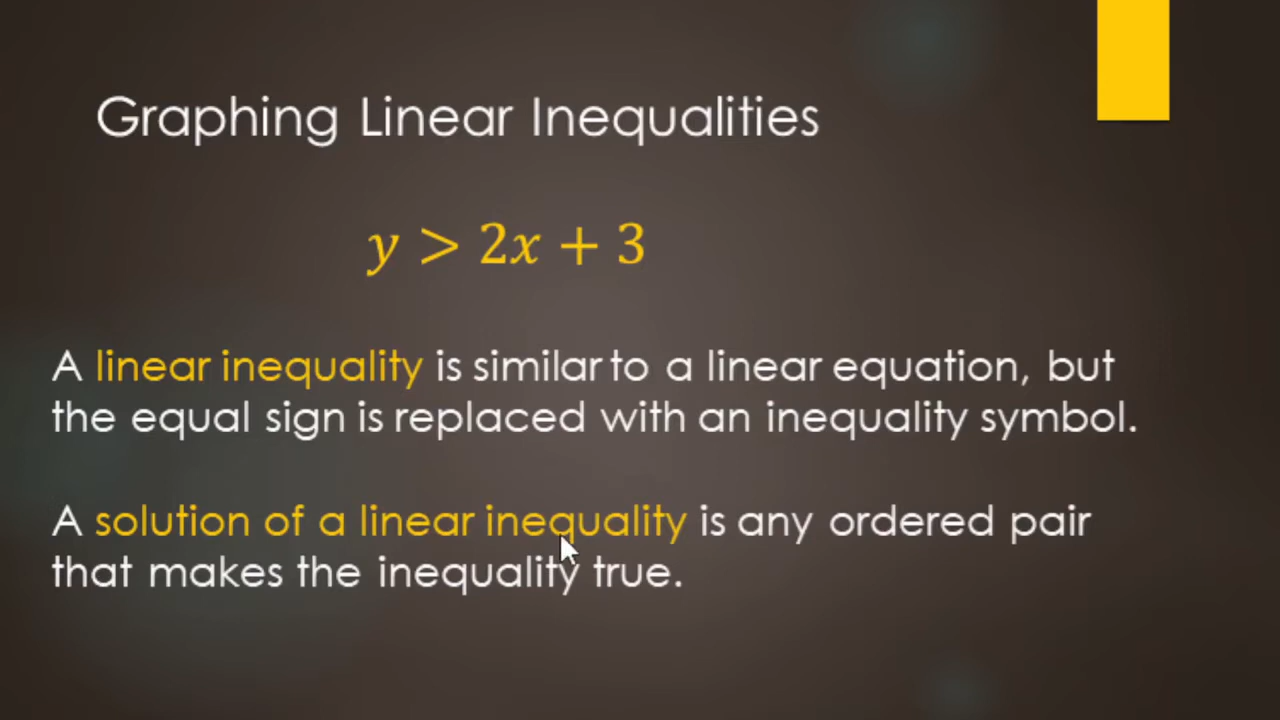 Graphing Linear Inequalities
y > 2x + 3
A linear inequality is similar to a linear equation, but
the equal sign is replaced with an inequality symbol.
A solution of a linear inequality is any ordered pair
that makes the inequality true.